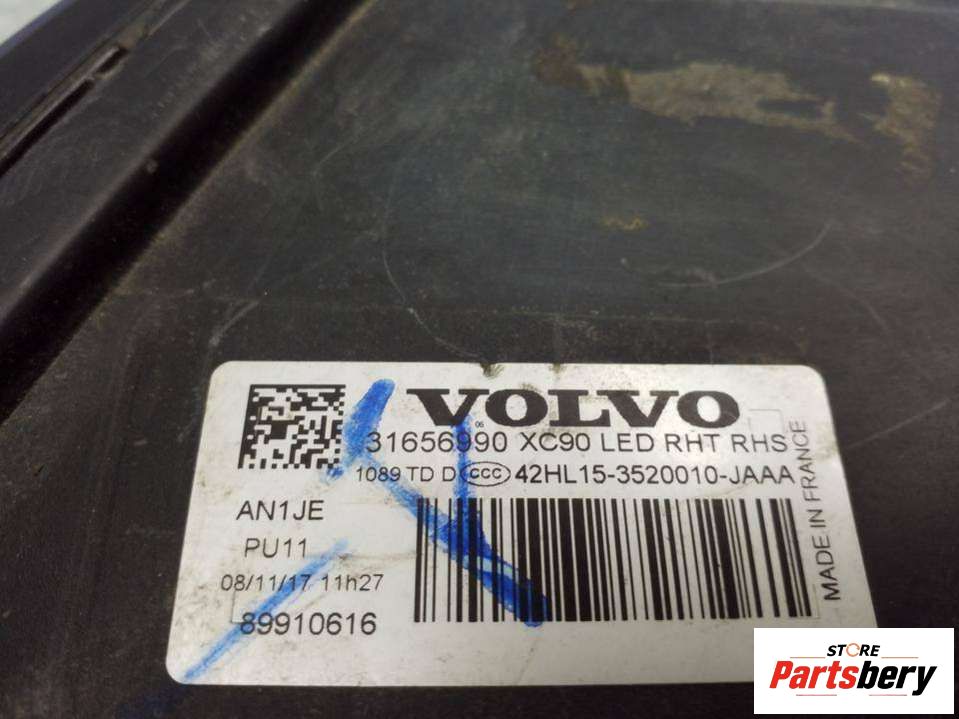 VOLVO
06
31656990 XC90 LED RHT RHS
1089 TD D CCC 42HL15-3520010-JAAA
AN1JE
PU11
08/11/17 11h27
89910616
MADE IN FRANCE
STORE
Partsbery